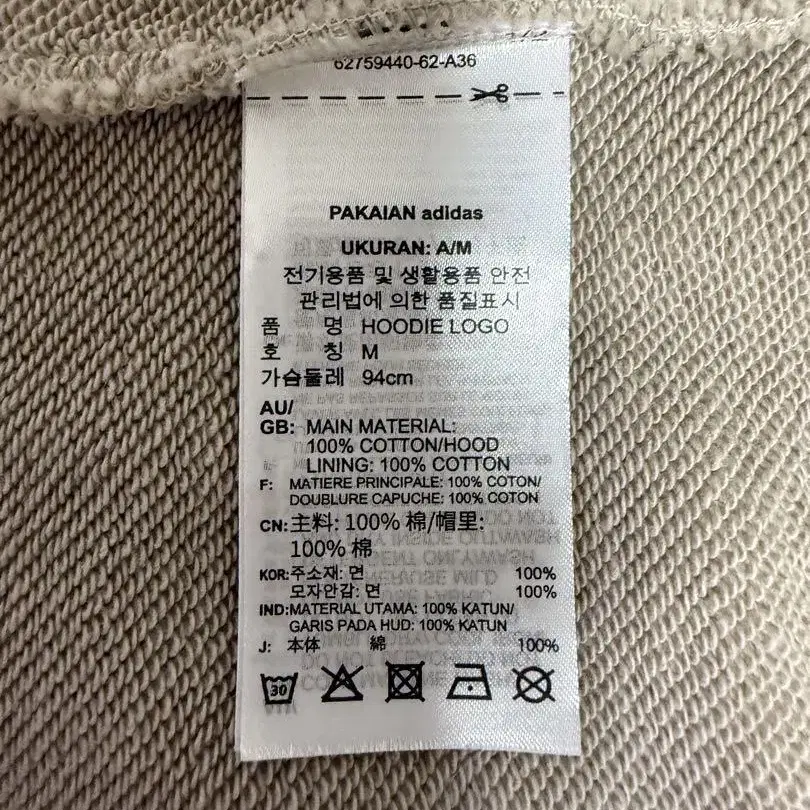 62759440-62-A36
PAKAIAN adidas
UKURAN: A/M
전기용품 및 생활용품 안전
관리법에 의한 품질표시
품 명 HOODIE LOGO
호 칭 M
가슴둘레 94cm
AU/
GB: MAIN MATERIAL:
100% COTTON/HOOD
LINING: 100% COTTON
F: MATIERE PRINCIPALE: 100% COTON/
DOUBLURE CAPUCHE: 100% COTON
CN:主料: 100% 棉/帽里:
100% 棉
KOR:주소재: 면 100%
모자안감: 면 100%
IND:MATERIAL UTAMA: 100% KATUN/
GARIS PADA HUD: 100% KATUN
J: 本体 綿 100%
30